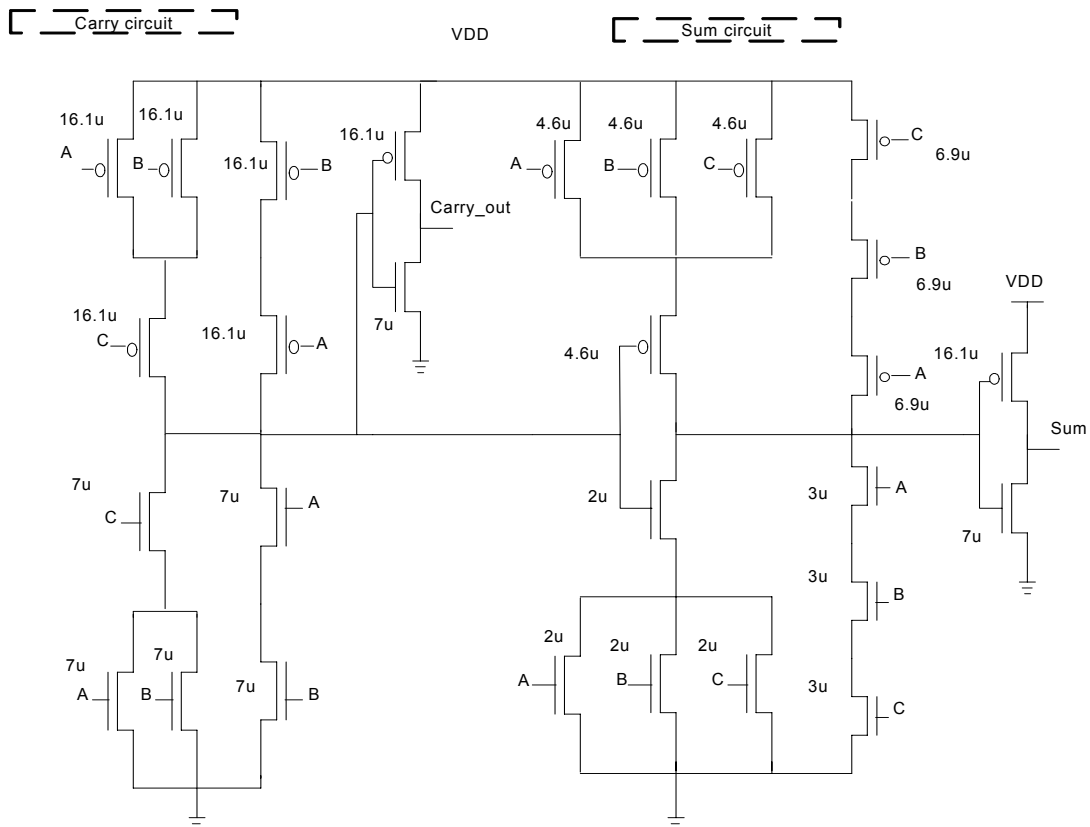 Carry circuit
VDD
Sum circuit
16.1u
16.1u
A
B
16.1u
B
16.1u
Carry_out
7u
4.6u
4.6u
4.6u
A
B
C
C
6.9u
B
6.9u
A
6.9u
16.1u
C
16.1u
A
4.6u
VDD
16.1u
Sum
7u
7u
C
7u
A
2u
3u
A
3u
B
3u
C
7u
7u
A
B
7u
B
2u
2u
2u
A
B
C